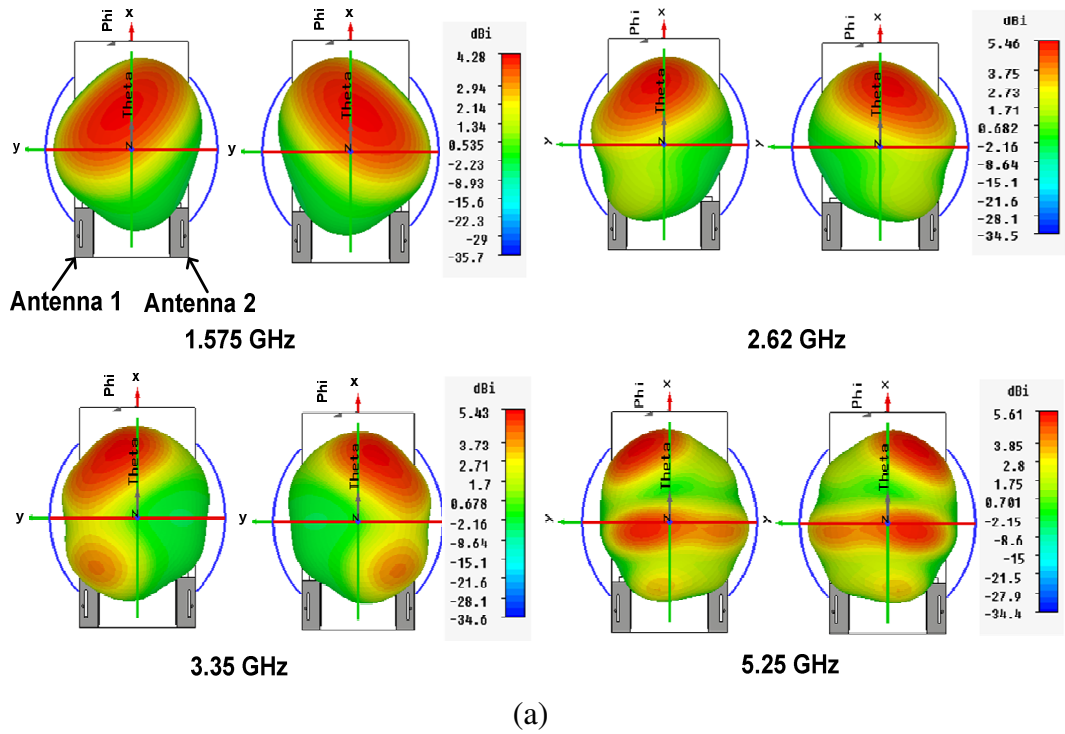 Phi
x
Theta
y
z
Phi
x
Theta
y
z
dBi
4.28
2.94
2.14
1.34
0.535
-2.23
-8.93
-15.6
-22.3
-29
-35.7
Antenna 1
Antenna 2
1.575 GHz
Phi
x
Theta
y
z
Phi
x
Theta
y
z
dBi
5.46
3.75
2.73
1.71
0.682
-2.16
-8.64
-15.1
-21.6
-28.1
-34.5
2.62 GHz
Phi
x
Theta
y
z
Phi
x
Theta
y
z
dBi
5.43
3.73
2.71
1.7
0.678
-2.16
-8.64
-15.1
-21.6
-28.1
-34.6
3.35 GHz
Phi
x
Theta
y
z
Phi
x
Theta
y
z
dBi
5.61
3.85
2.8
1.75
0.701
-2.15
-8.6
-15
-21.5
-27.9
-34.4
5.25 GHz
(a)